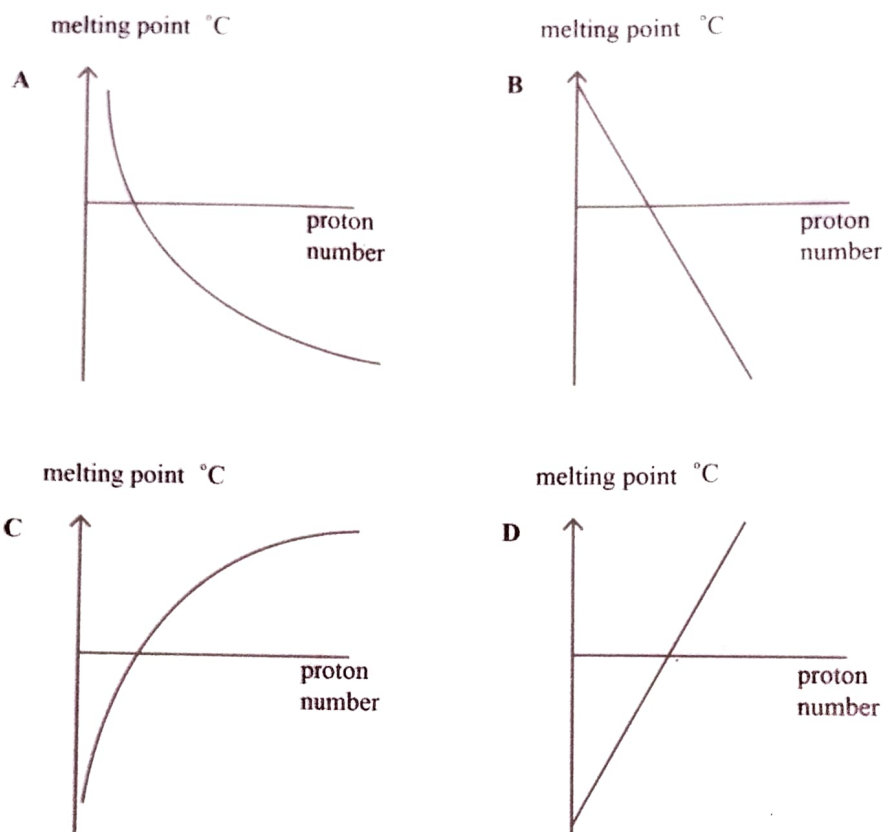 melting point °C
A
proton
number
melting point °C
B
proton
number
melting point °C
C
proton
number
melting point °C
D
proton
number